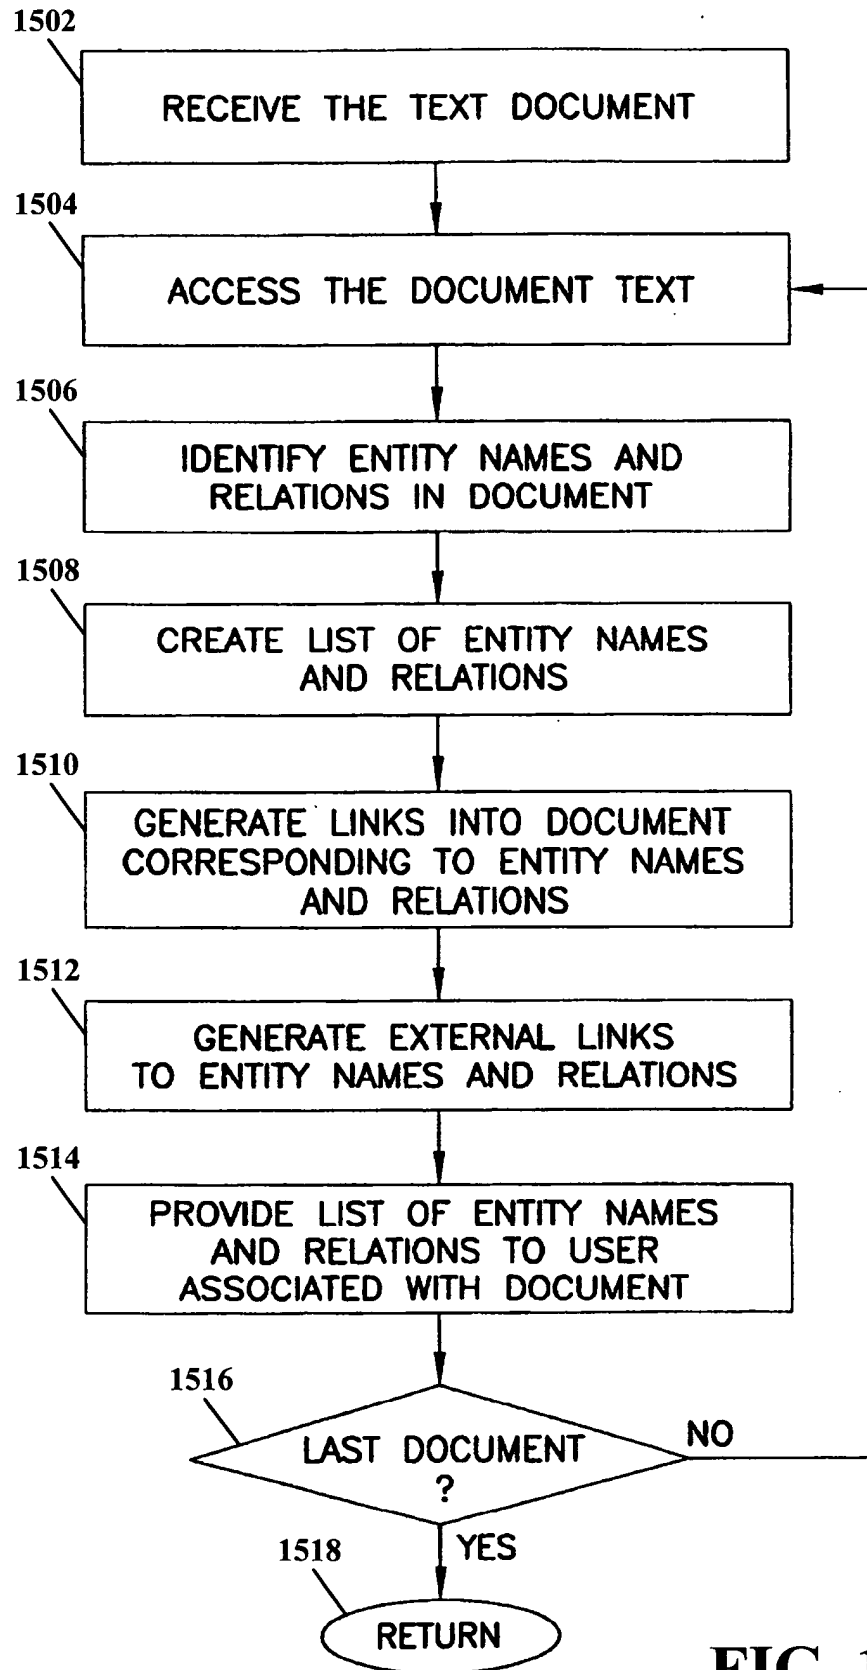 1502
RECEIVE THE TEXT DOCUMENT
1504
ACCESS THE DOCUMENT TEXT
1506
IDENTIFY ENTITY NAMES AND
RELATIONS IN DOCUMENT
1508
CREATE LIST OF ENTITY NAMES
AND RELATIONS
1510
GENERATE LINKS INTO DOCUMENT
CORRESPONDING TO ENTITY NAMES
AND RELATIONS
1512
GENERATE EXTERNAL LINKS
TO ENTITY NAMES AND RELATIONS
1514
PROVIDE LIST OF ENTITY NAMES
AND RELATIONS TO USER
ASSOCIATED WITH DOCUMENT
1516
LAST DOCUMENT
?
NO
YES
1518
RETURN
FIG.